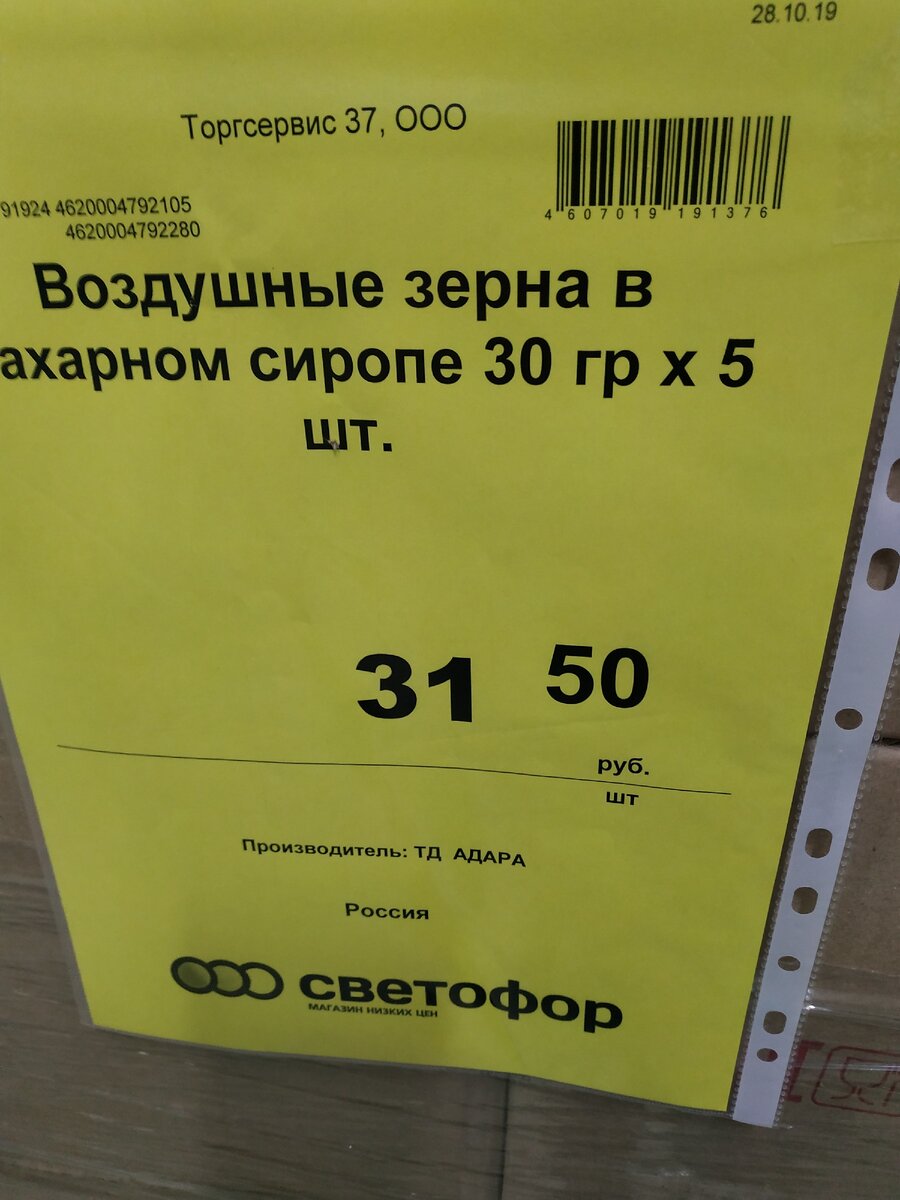 28.10.19
Торгсервис 37, ООО
4 607019 191376
91924 4620004792105
4620004792280
Воздушные зерна в
ахарном сиропе 30 гр х 5
шт.
31 50
руб.
шт
Производитель: ТД АДАРА
Россия
светофор
МАГАЗИН НИЗКИХ ЦЕН